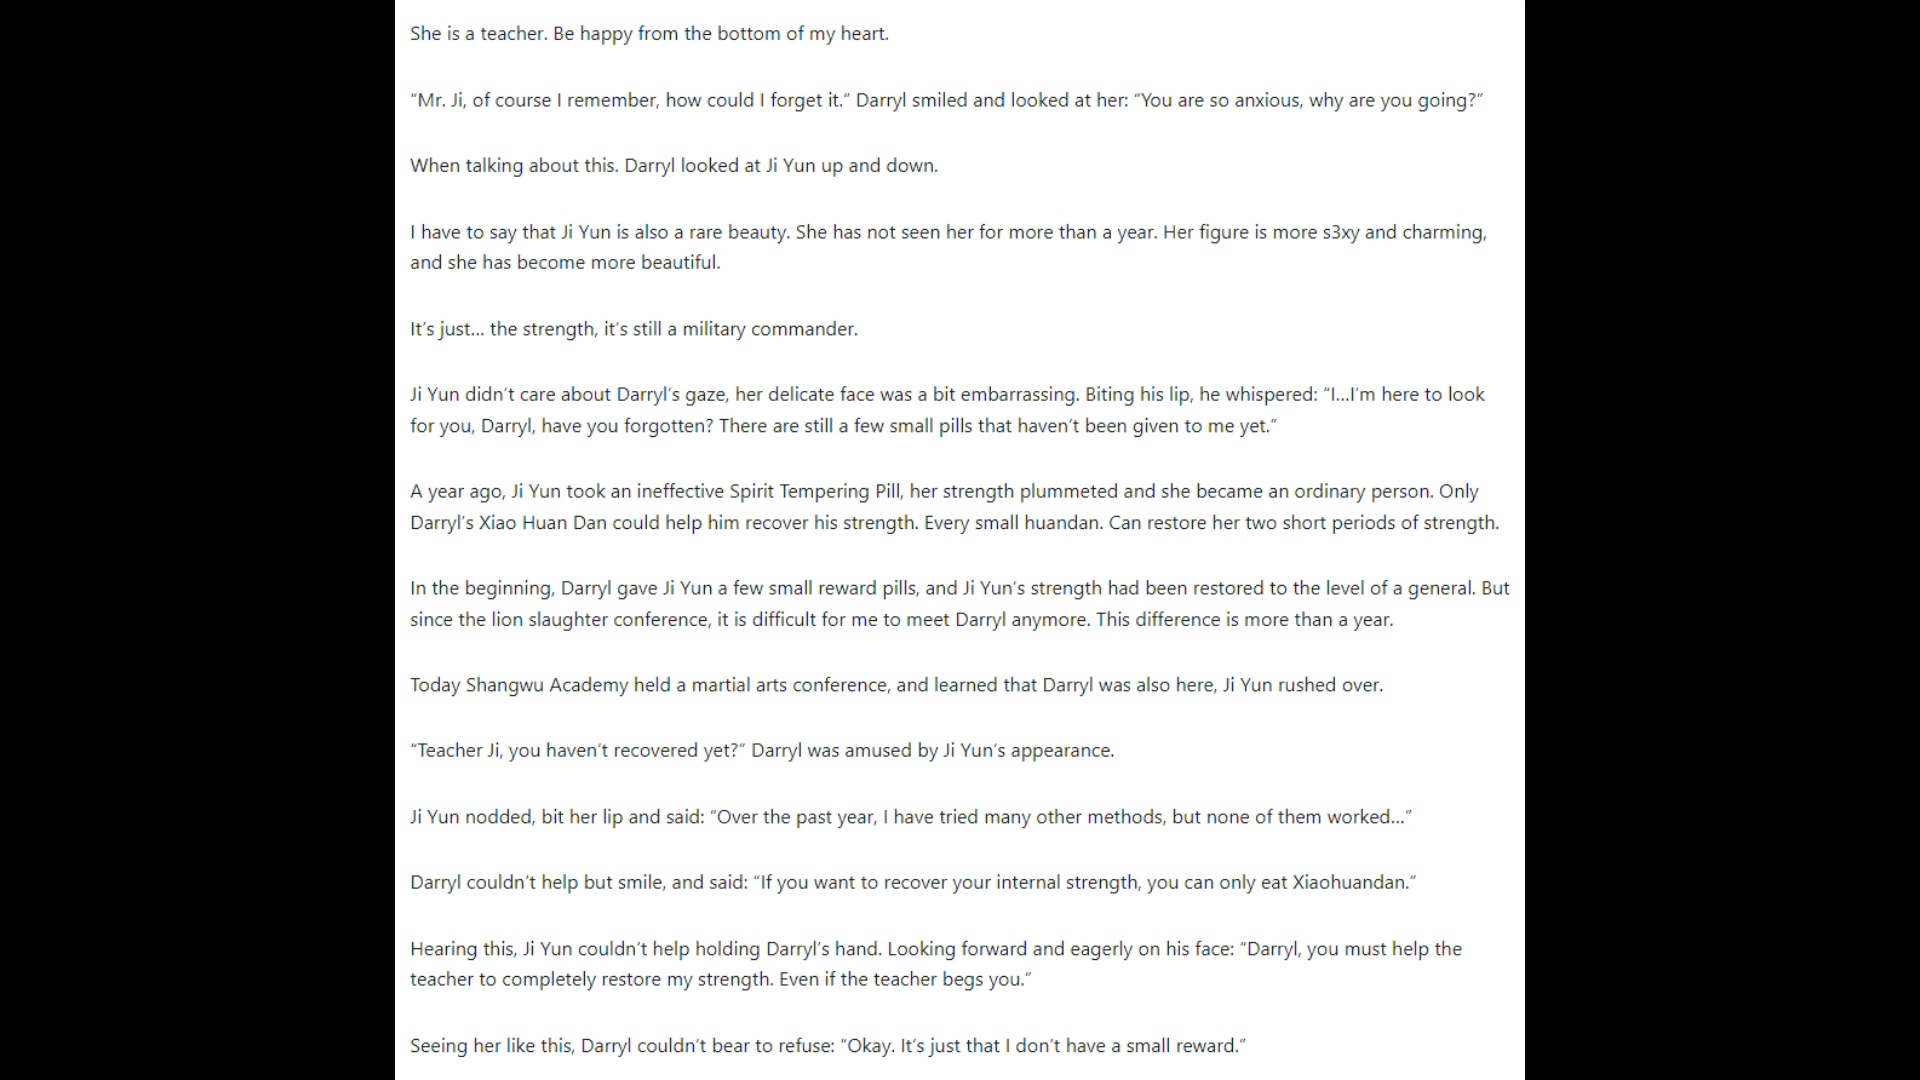 She is a teacher. Be happy from the bottom of my heart.
“Mr. Ji, of course I remember, how could I forget it.” Darryl smiled and looked at her: “You are so anxious, why are you going?”
When talking about this. Darryl looked at Ji Yun up and down.
I have to say that Ji Yun is also a rare beauty. She has not seen her for more than a year. Her figure is more s3xy and charming,
and she has become more beautiful.
It’s just… the strength, it’s still a military commander.
Ji Yun didn’t care about Darryl’s gaze, her delicate face was a bit embarrassing. Biting his lip, he whispered: “I…I’m here to look
for you, Darryl, have you forgotten? There are still a few small pills that haven’t been given to me yet.”
A year ago, Ji Yun took an ineffective Spirit Tempering Pill, her strength plummeted and she became an ordinary person. Only
Darryl’s Xiao Huan Dan could help him recover his strength. Every small huandan. Can restore her two short periods of strength.
In the beginning, Darryl gave Ji Yun a few small reward pills, and Ji Yun’s strength had been restored to the level of a general. But
since the lion slaughter conference, it is difficult for me to meet Darryl anymore. This difference is more than a year.
Today Shangwu Academy held a martial arts conference, and learned that Darryl was also here, Ji Yun rushed over.
“Teacher Ji, you haven’t recovered yet?” Darryl was amused by Ji Yun’s appearance.
Ji Yun nodded, bit her lip and said: “Over the past year, I have tried many other methods, but none of them worked…”
Darryl couldn’t help but smile, and said: “If you want to recover your internal strength, you can only eat Xiaohuandan.”
Hearing this, Ji Yun couldn’t help holding Darryl’s hand. Looking forward and eagerly on his face: “Darryl, you must help the
teacher to completely restore my strength. Even if the teacher begs you.”
Seeing her like this, Darryl couldn’t bear to refuse: “Okay. It’s just that I don’t have a small reward.”